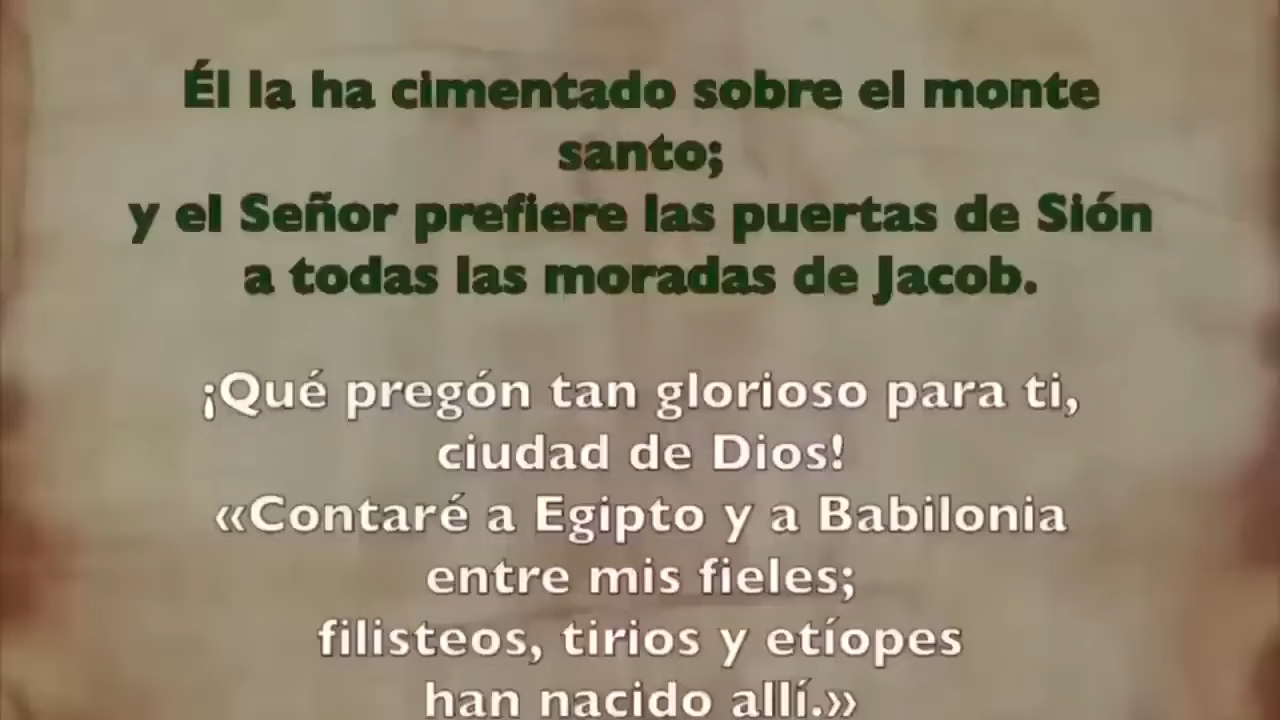 Él la ha cimentado sobre el monte
santo;
y el Señor prefiere las puertas de Sión
a todas las moradas de Jacob.
¡Qué pregón tan glorioso para ti,
ciudad de Dios!
«Contaré a Egipto y a Babilonia
entre mis fieles;
filisteos, tirios y etíopes
han nacido allí.»